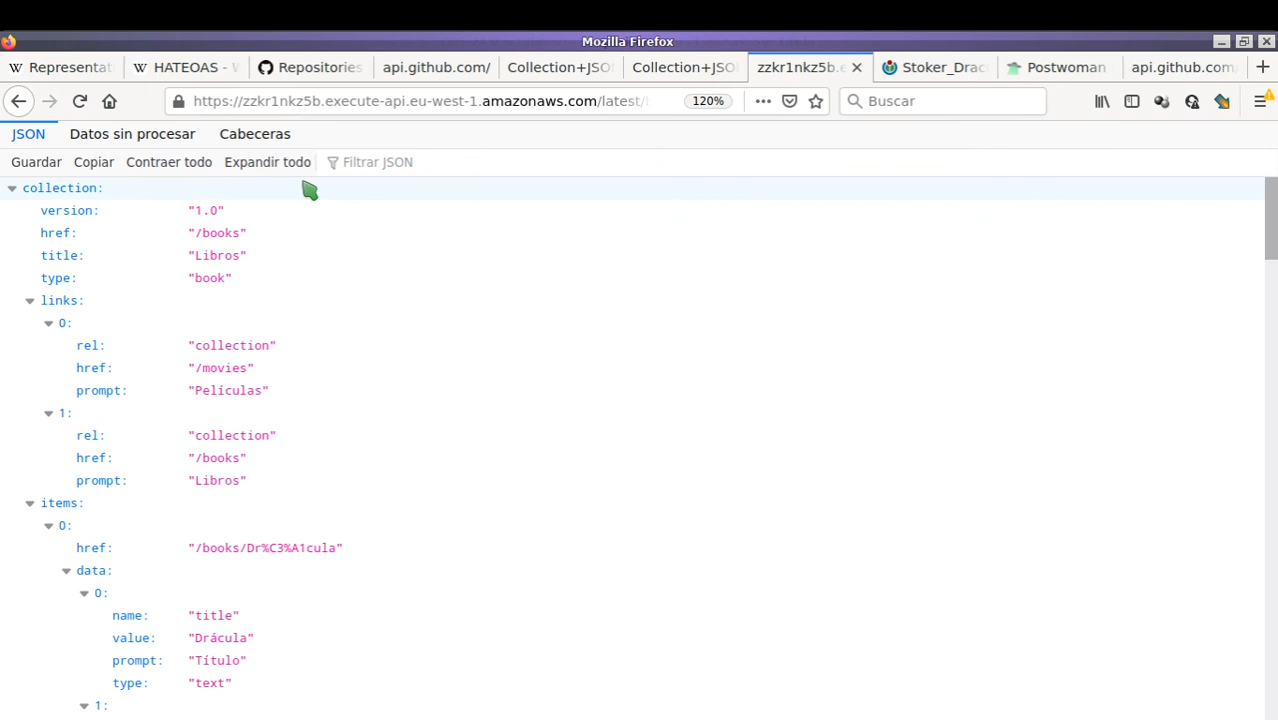 Mozilla Firefox
Representat HATEOAS - W Repositories api.github.com/ Collection+JSO Collection+JSO zzkr1nkz5b.e Stoker_Drac Postwoman api.github.com
https://zzkr1nkz5b.execute-api.eu-west-1.amazonaws.com/latest/b 120% Buscar
JSON Datos sin procesar Cabeceras
Guardar Copiar Contraer todo Expandir todo Filtrar JSON
collection:
version: "1.0"
href: "/books"
title: "Libros"
type: "book"
links:
0:
rel: "collection"
href: "/movies"
prompt: "Películas"
1:
rel: "collection"
href: "/books"
prompt: "Libros"
items:
0:
href: "/books/Dr%C3%A1cula"
data:
0:
name: "title"
value: "Drácula"
prompt: "Título"
type: "text"
1: